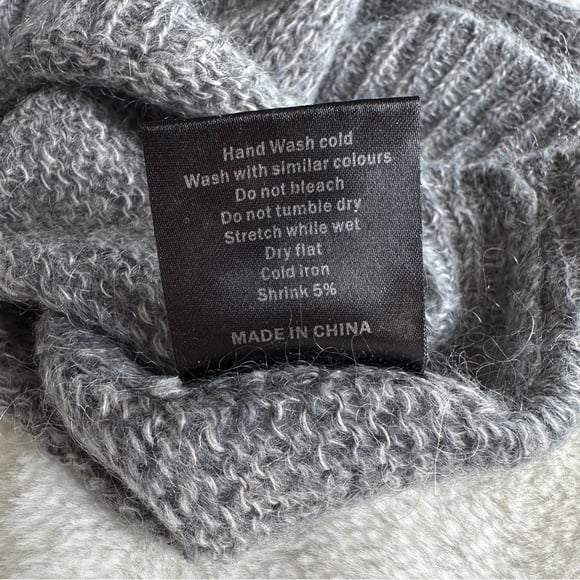 Hand Wash cold
Wash with similar colours
Do not bleach
Do not tumble dry
Stretch while wet
Dry flat
Cold iron
Shrink 5%
MADE IN CHINA